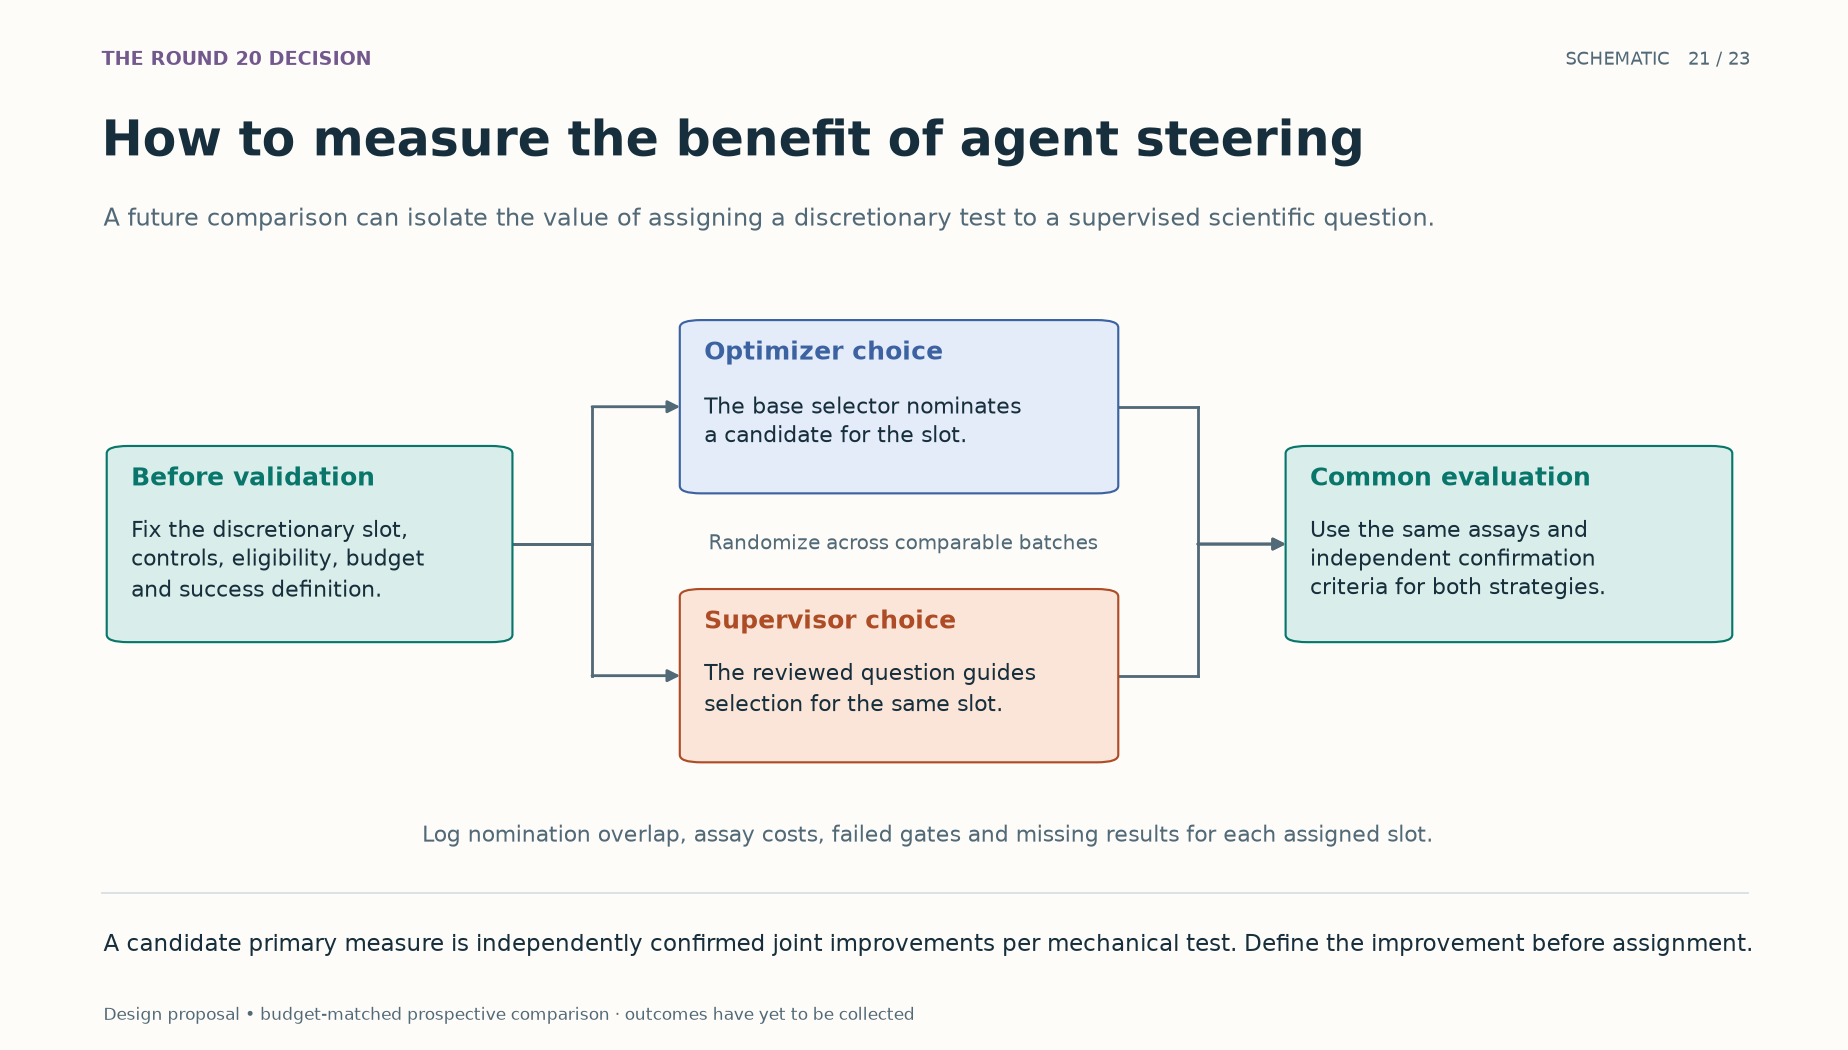 THE ROUND 20 DECISION
SCHEMATIC 21 / 23
How to measure the benefit of agent steering
A future comparison can isolate the value of assigning a discretionary test to a supervised scientific question.
Before validation
Fix the discretionary slot,
controls, eligibility, budget
and success definition.
Optimizer choice
The base selector nominates
a candidate for the slot.
Randomize across comparable batches
Supervisor choice
The reviewed question guides
selection for the same slot.
Common evaluation
Use the same assays and
independent confirmation
criteria for both strategies.
Log nomination overlap, assay costs, failed gates and missing results for each assigned slot.
A candidate primary measure is independently confirmed joint improvements per mechanical test. Define the improvement before assignment.
Design proposal • budget-matched prospective comparison · outcomes have yet to be collected